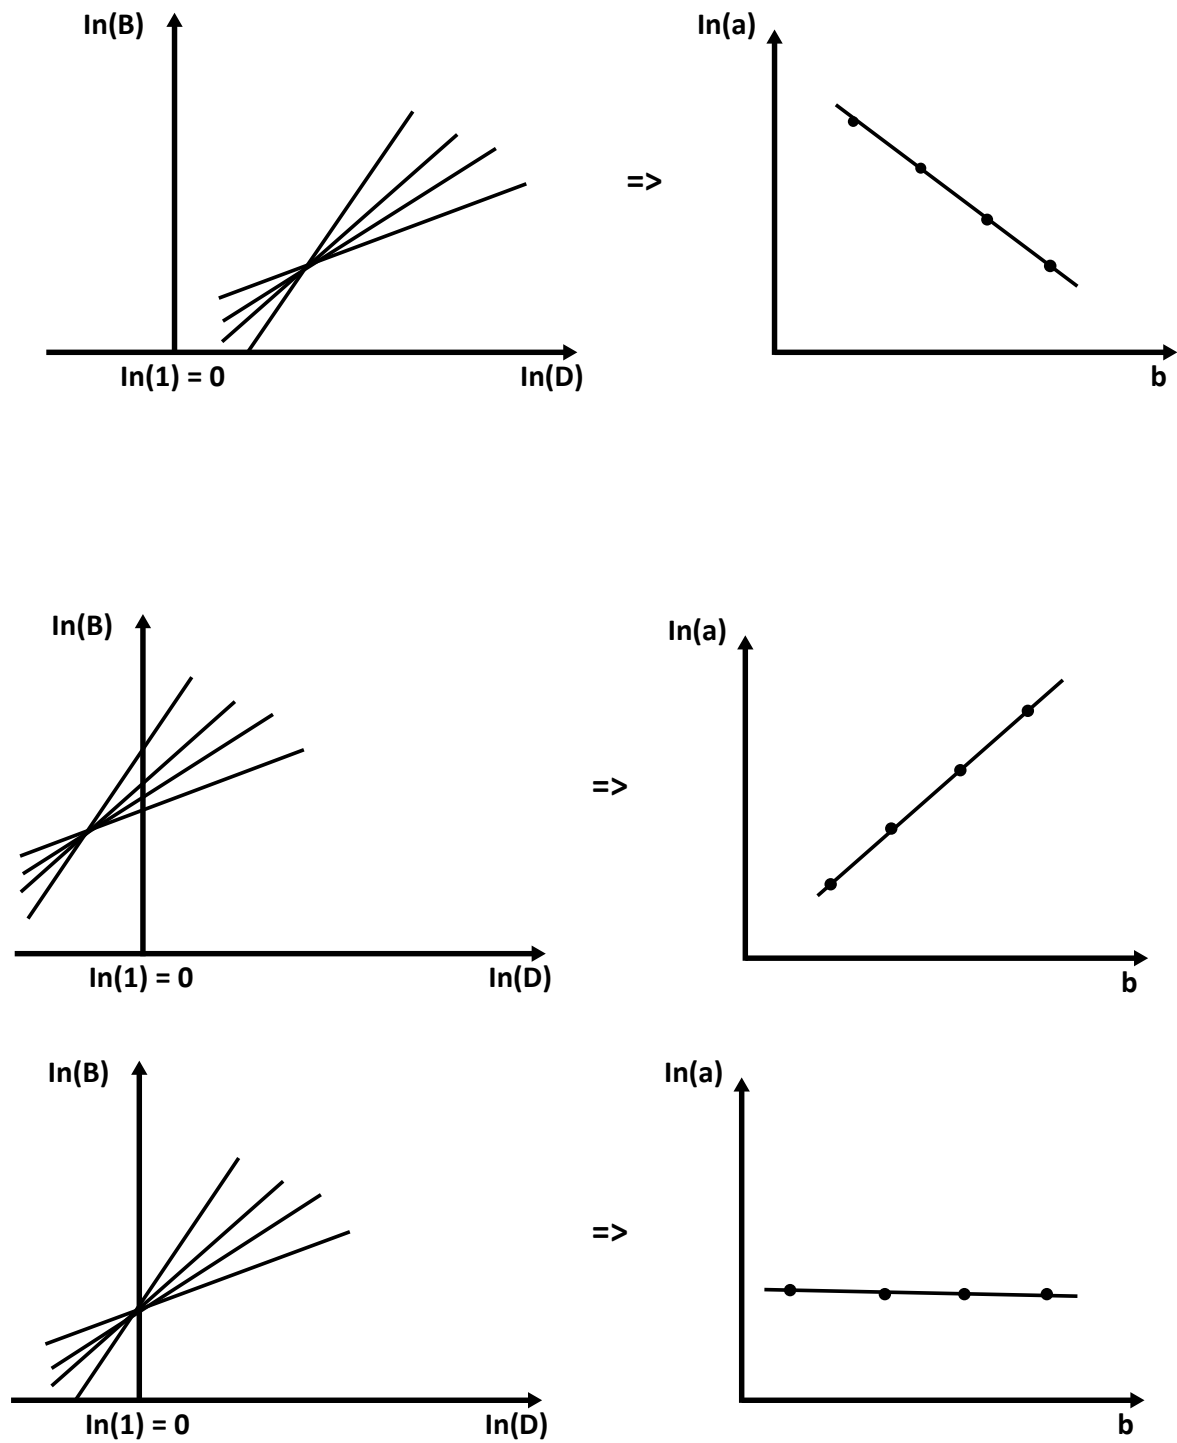 ln(B)
ln(a)
=>
ln(1) = 0
ln(D)
b
ln(B)
ln(a)
=>
ln(1) = 0
ln(D)
b
ln(B)
ln(a)
=>
ln(1) = 0
ln(D)
b